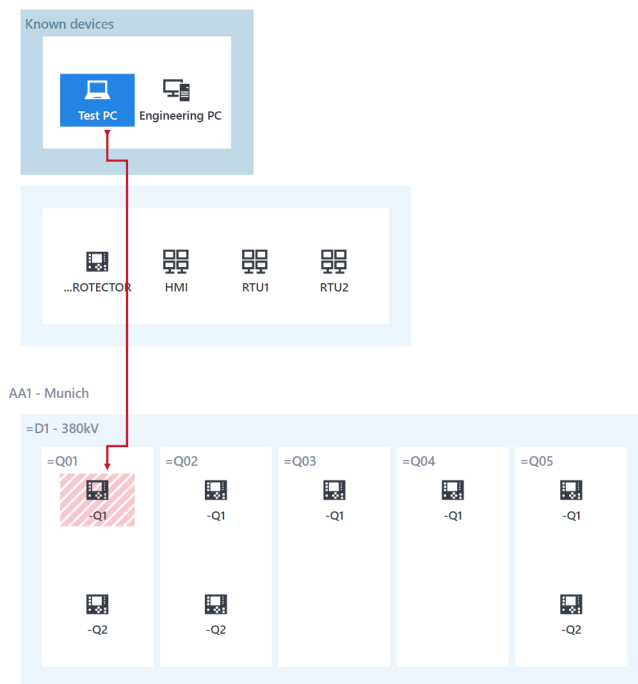 Known devices
Test PC
Engineering PC
...ROTECTOR
HMI
RTU1
RTU2
AA1 - Munich
=D1 - 380kV
=Q01
=Q02
=Q03
=Q04
=Q05
-Q1
-Q1
-Q1
-Q1
-Q1
-Q2
-Q2
-Q2